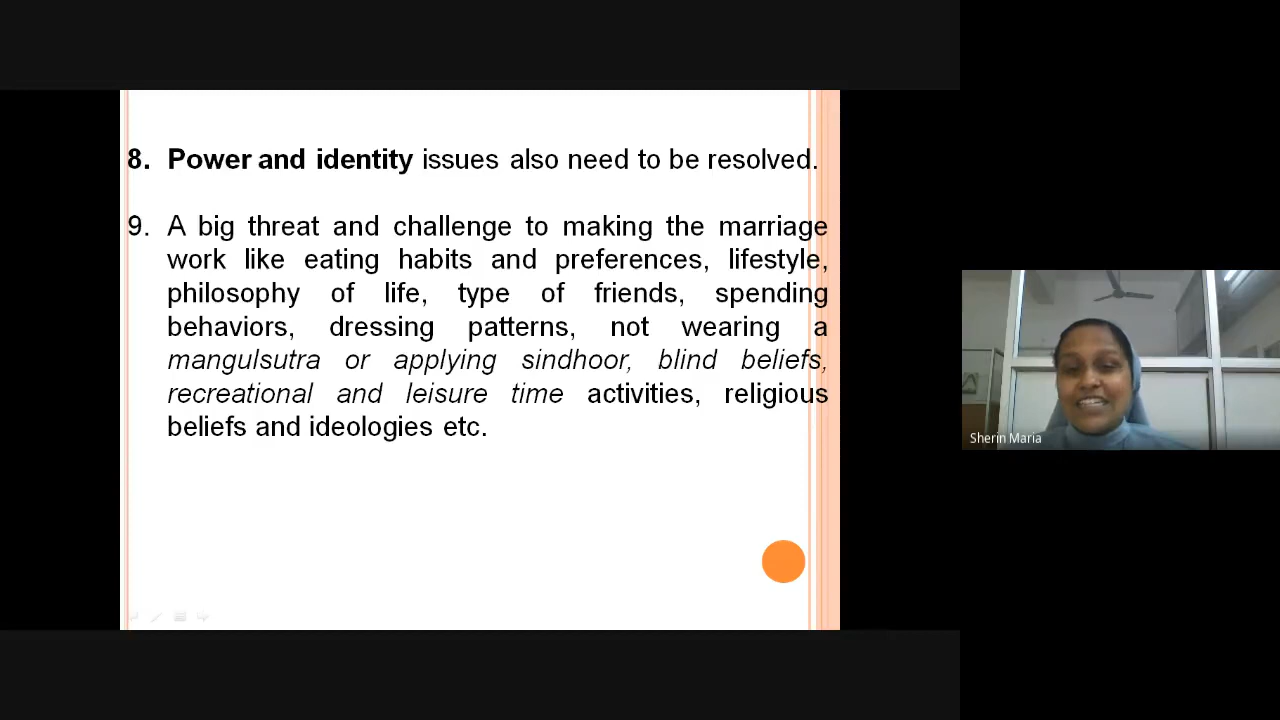 8. Power and identity issues also need to be resolved.
9. A big threat and challenge to making the marriage
work like eating habits and preferences, lifestyle,
philosophy of life, type of friends, spending
behaviors, dressing patterns, not wearing a
mangulsutra or applying sindhoor, blind beliefs,
recreational and leisure time activities, religious
beliefs and ideologies etc.
Sherin Maria